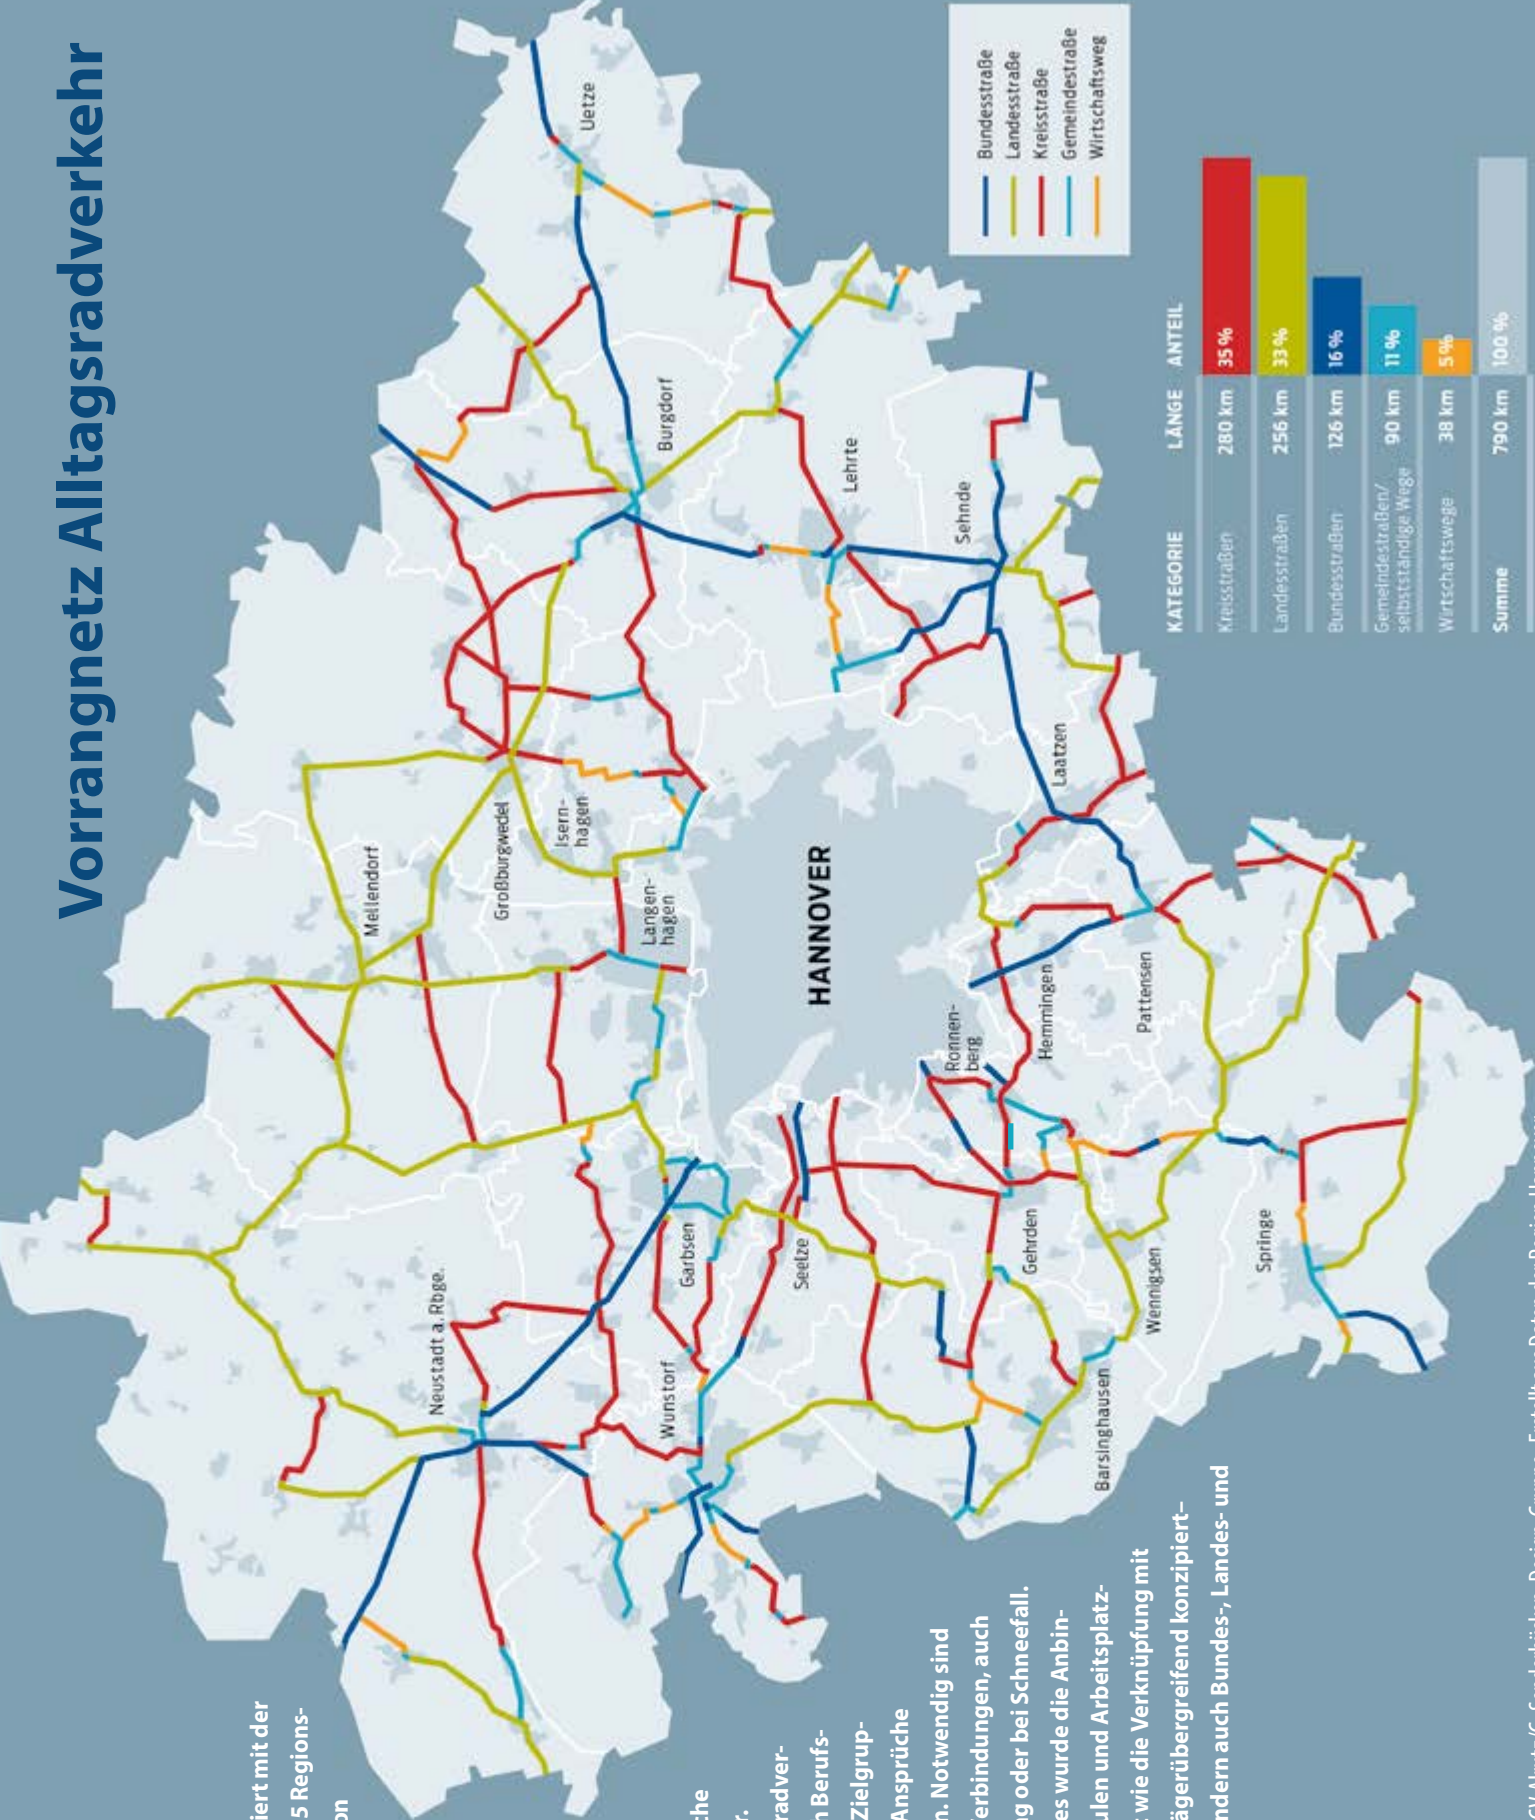 Vorrangnetz Alltagsradverkehr
iert mit der
5 Regions-
on
che
r.
radver-
n Berufs-
Zielgrup-
Ansprüche
n. Notwendig sind
erbindungen, auch
ng oder bei Schneefall.
es wurde die Anbin-
ulen und Arbeitsplatz-
wie die Verknüpfung mit
ägerübergreifend konzipiert–
ndern auch Bundes-, Landes- und
Mellendorf
Neustadt a. Rbge.
Großburgwedel
Isern-
hagen
Uetze
Langen-
hagen
Burgdorf
Wunstorf
Garbsen
Seelze
HANNOVER
Lehrte
Ronnen-
berg
Sehnde
Gehrden
Hemmingen
Laatzen
Barsinghausen
Wennigsen
Pattensen
Springe
Bundesstraße
Landesstraße
Kreisstraße
Gemeindestraße
Wirtschaftsweg
KATEGORIE LÄNGE ANTEIL
Kreisstraßen 280 km 35 %
Landesstraßen 256 km 33 %
Bundesstraßen 126 km 16 %
Gemeindestraßen/
selbstständige Wege 90 km 11 %
Wirtschaftswege 38 km 5 %
Summe 790 km 100 %